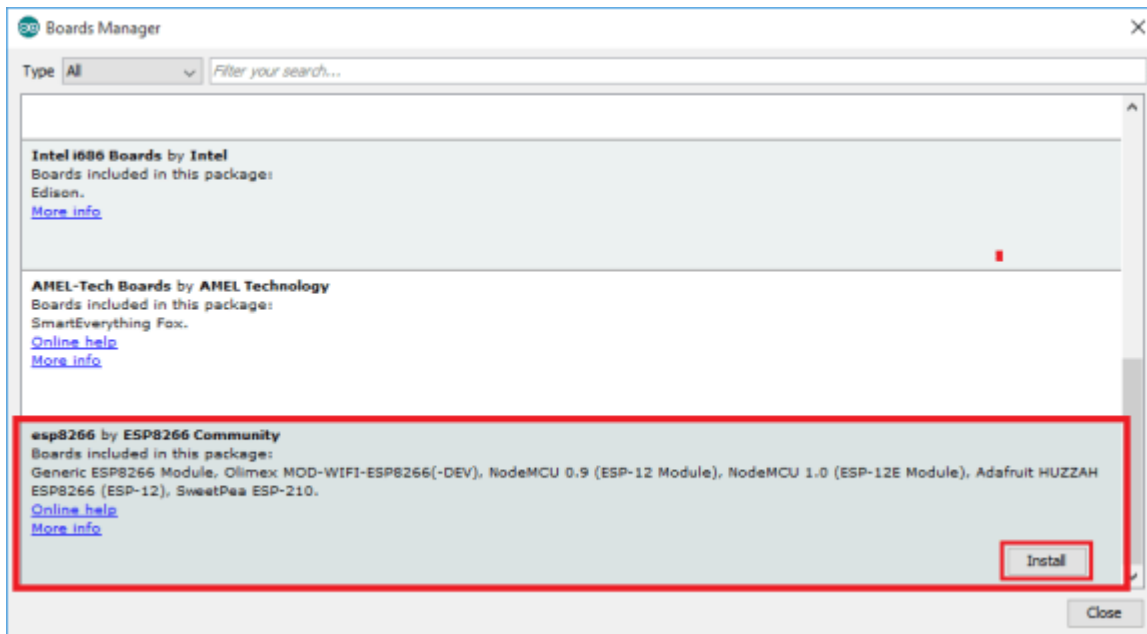 Boards Manager
Type All Filter your search...
Intel i686 Boards by Intel
Boards included in this package:
Edison.
More info
AMEL-Tech Boards by AMEL Technology
Boards included in this package:
SmartEverything Fox.
Online help
More info
esp8266 by ESP8266 Community
Boards included in this package:
Generic ESP8266 Module, Olimex MOD-WIFI-ESP8266(-DEV), NodeMCU 0.9 (ESP-12 Module), NodeMCU 1.0 (ESP-12E Module), Adafruit HUZZAH
ESP8266 (ESP-12), SweetPea ESP-210.
Online help
More info
Install
Close